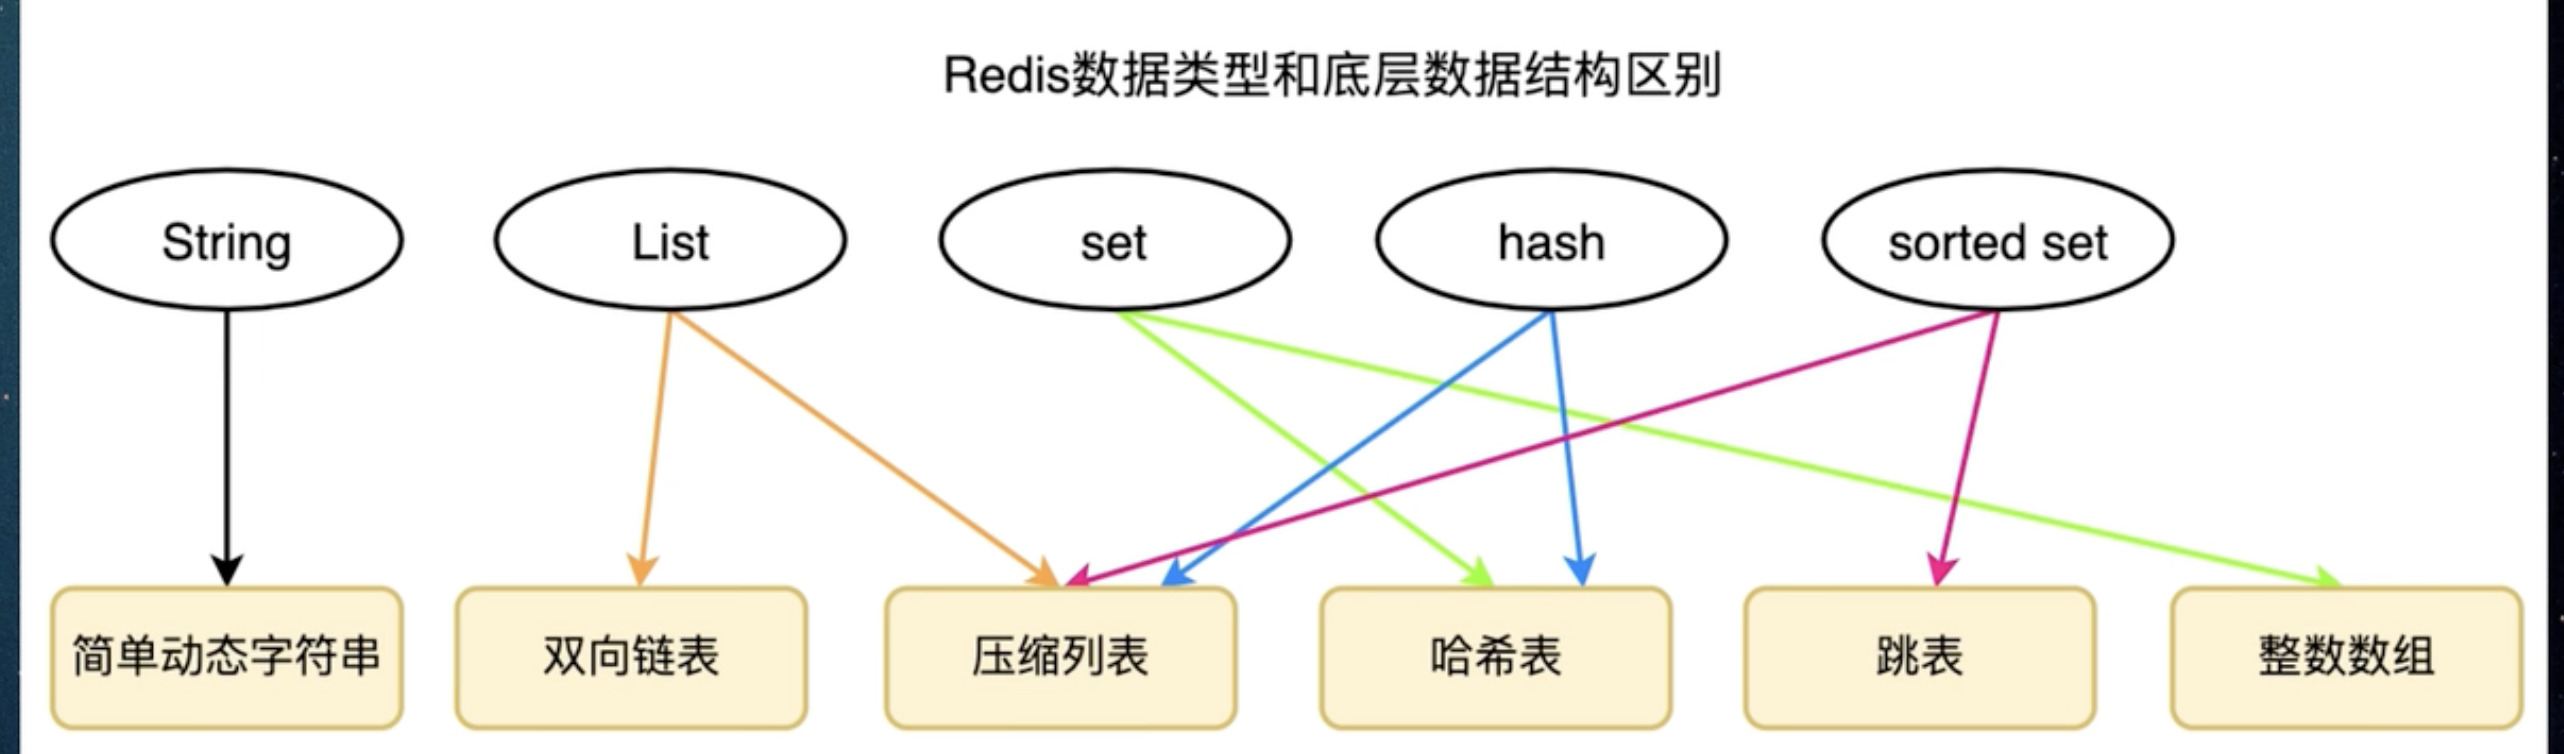 Redis数据类型和底层数据结构区别
String
List
set
hash
sorted set
简单动态字符串
双向链表
压缩列表
哈希表
跳表
整数数组